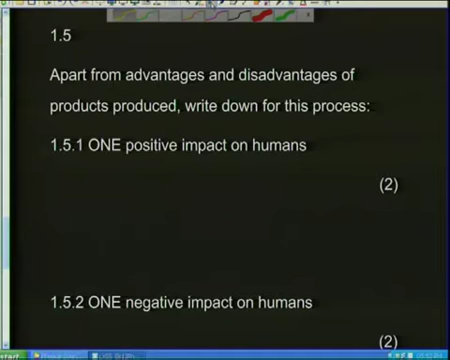 1.5
Apart from advantages and disadvantages of
products produced, write down for this process:
1.5.1 ONE positive impact on humans
(2)
1.5.2 ONE negative impact on humans
(2)
start